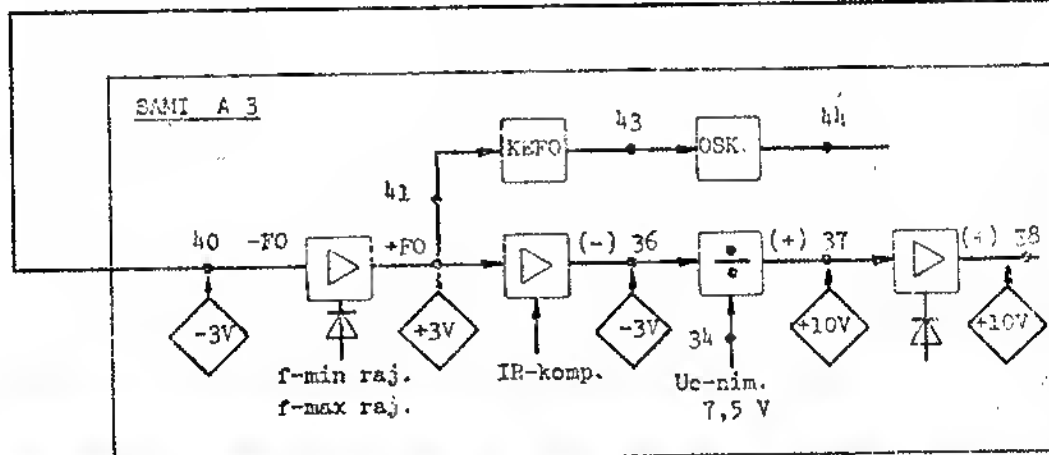 SAMI A 3
43
44
KEFO
OSK.
41
40
-FO
+FO
(-) 36
(+) 37
(+) 38
-3V
+3V
-3V
34
+10V
+10V
f-min raj.
f-max raj.
IR-komp.
Uc-nim.
7,5 V